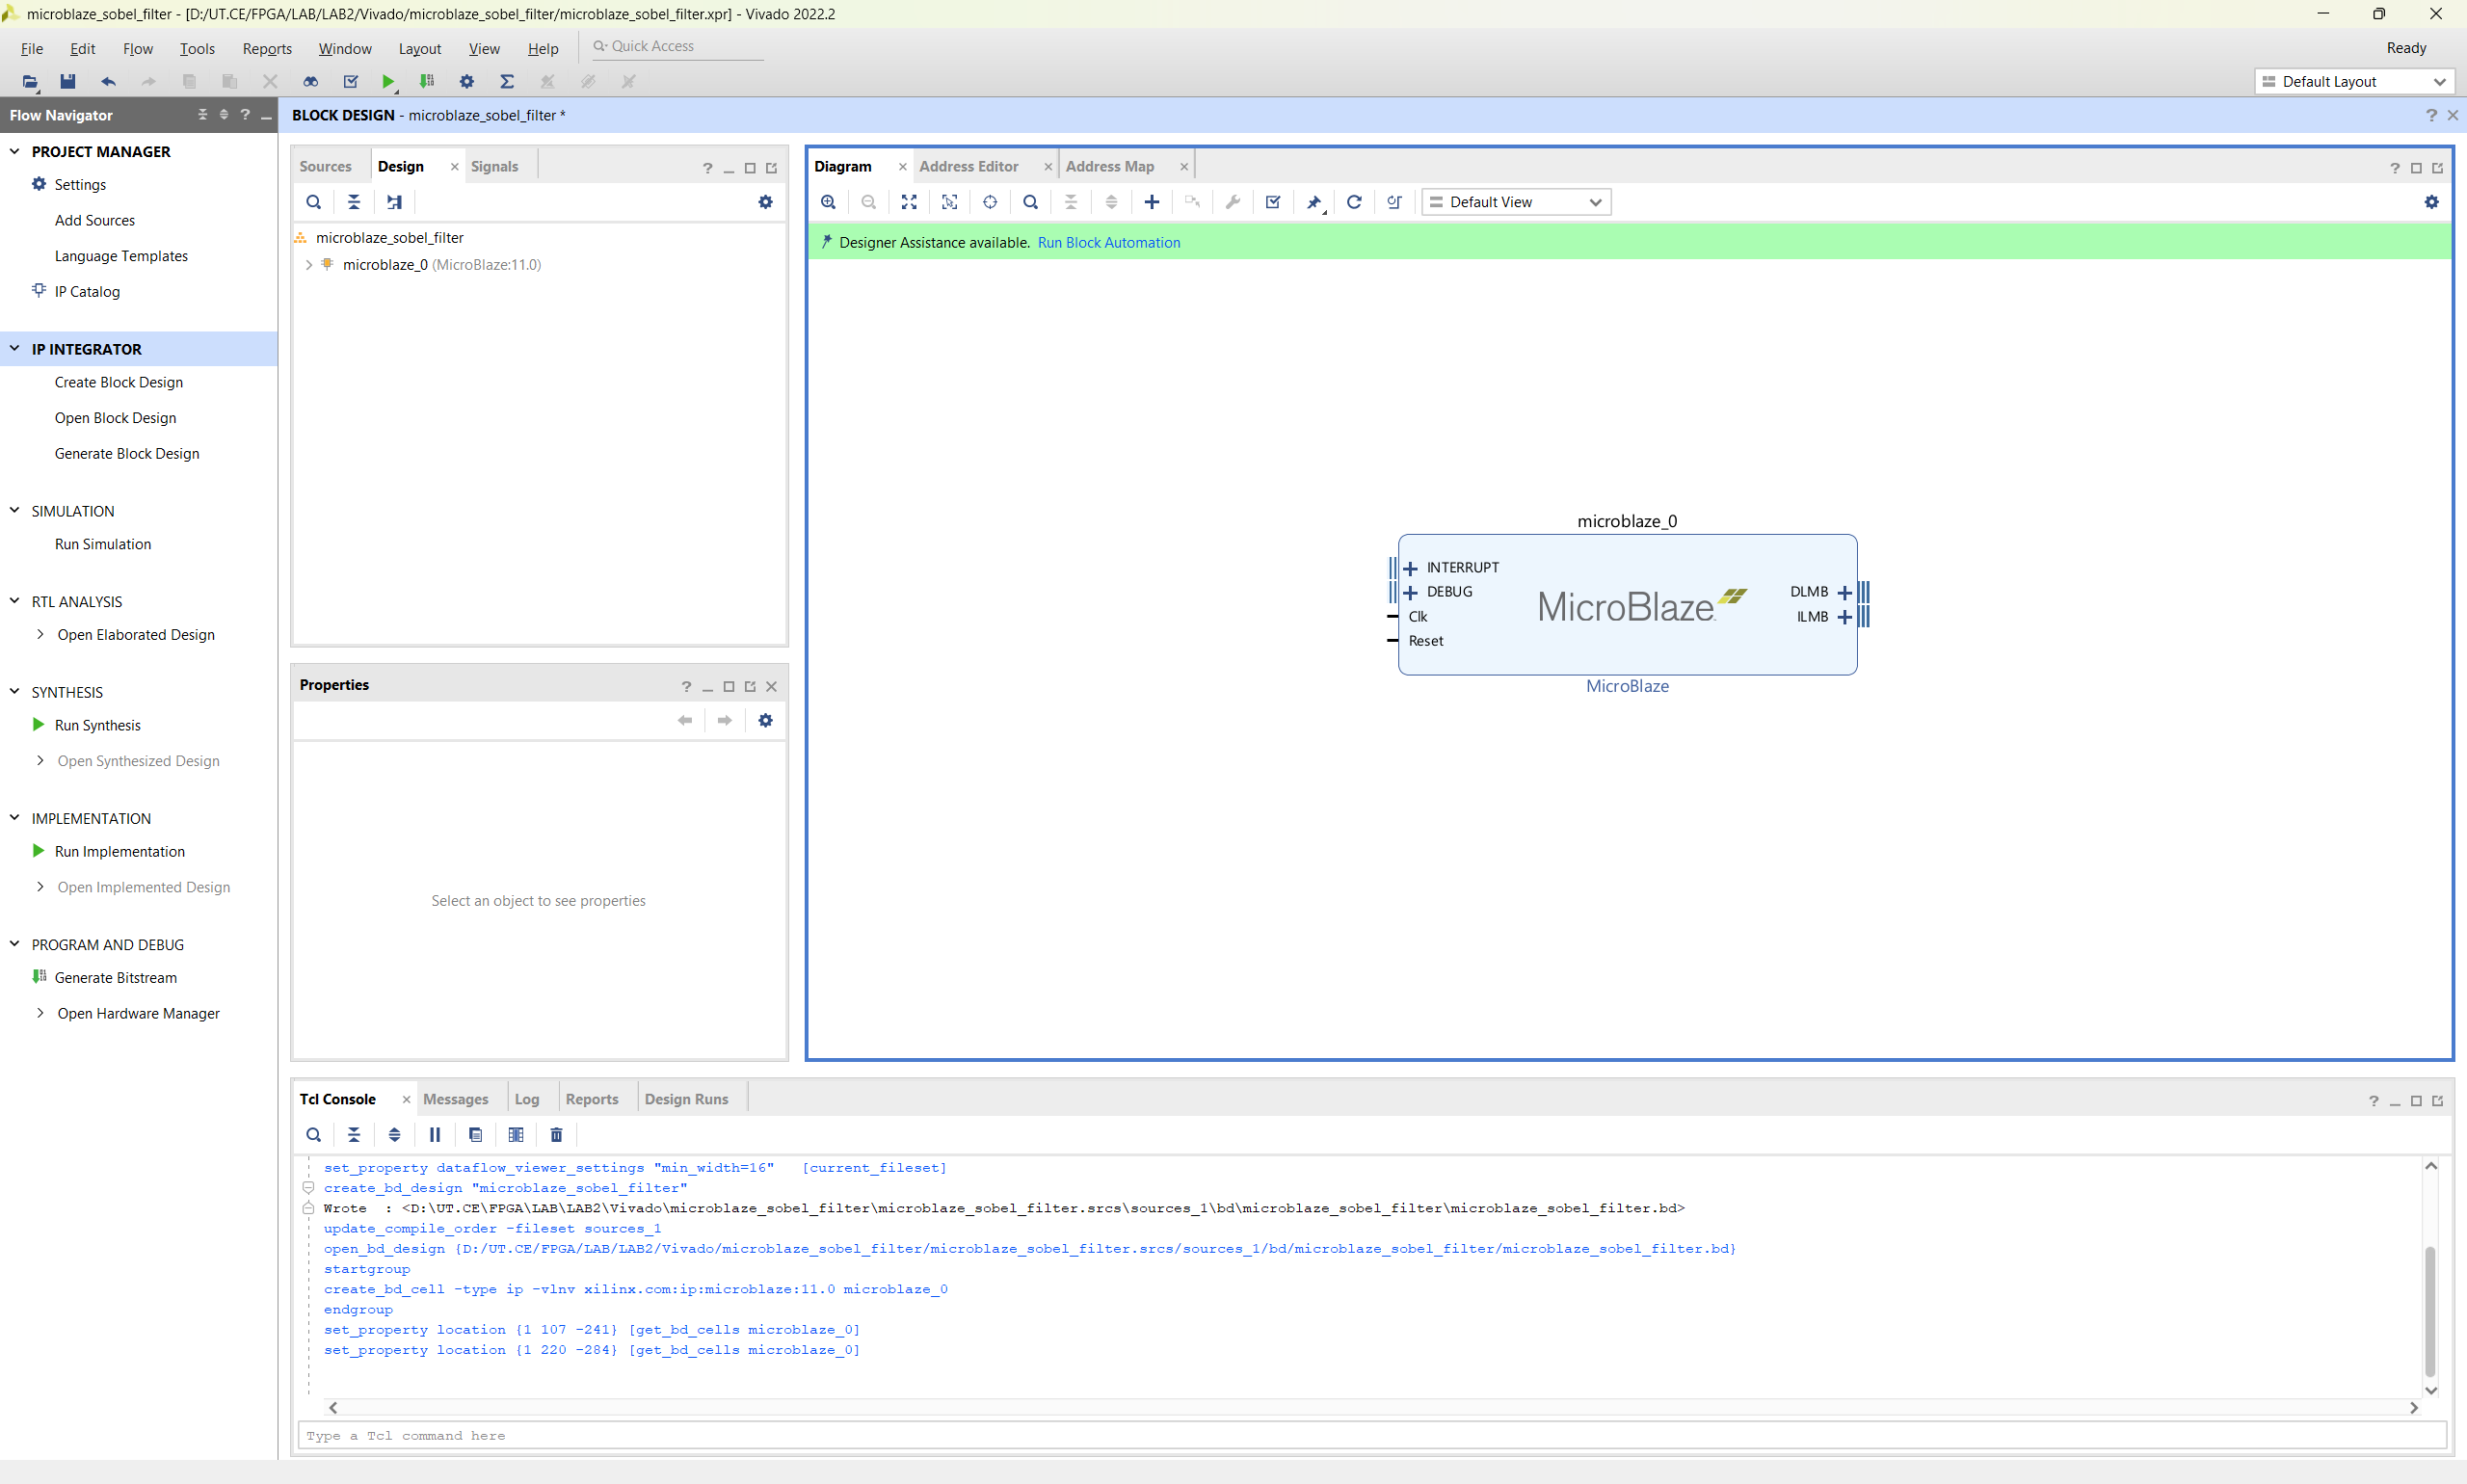 microblaze_sobel_filter - [D:/UT.CE/FPGA/LAB/LAB2/Vivado/microblaze_sobel_filter/microblaze_sobel_filter.xpr] - Vivado 2022.2
File Edit Flow Tools Reports Window Layout View Help Quick Access Ready
Default Layout
Flow Navigator
PROJECT MANAGER
Settings
Add Sources
Language Templates
IP Catalog
IP INTEGRATOR
Create Block Design
Open Block Design
Generate Block Design
SIMULATION
Run Simulation
RTL ANALYSIS
Open Elaborated Design
SYNTHESIS
Run Synthesis
Open Synthesized Design
IMPLEMENTATION
Run Implementation
Open Implemented Design
PROGRAM AND DEBUG
Generate Bitstream
Open Hardware Manager
BLOCK DESIGN - microblaze_sobel_filter *
Sources Design Signals
microblaze_sobel_filter
microblaze_0 (MicroBlaze:11.0)
Properties
Select an object to see properties
Diagram Address Editor Address Map
Default View
Designer Assistance available. Run Block Automation
microblaze_0
INTERRUPT
DEBUG
Clk
Reset
MicroBlaze
DLMB
ILMB
MicroBlaze
Tcl Console Messages Log Reports Design Runs
set_property dataflow_viewer_settings "min_width=16" [current_fileset]
create_bd_design "microblaze_sobel_filter"
Wrote : <D:\UT.CE\FPGA\LAB\LAB2\Vivado\microblaze_sobel_filter\microblaze_sobel_filter.srcs\sources_1\bd\microblaze_sobel_filter\microblaze_sobel_filter.bd>
update_compile_order -fileset sources_1
open_bd_design {D:/UT.CE/FPGA/LAB/LAB2/Vivado/microblaze_sobel_filter/microblaze_sobel_filter.srcs/sources_1/bd/microblaze_sobel_filter/microblaze_sobel_filter.bd}
startgroup
create_bd_cell -type ip -vlnv xilinx.com:ip:microblaze:11.0 microblaze_0
endgroup
set_property location {1 107 -241} [get_bd_cells microblaze_0]
set_property location {1 220 -284} [get_bd_cells microblaze_0]
Type a Tcl command here